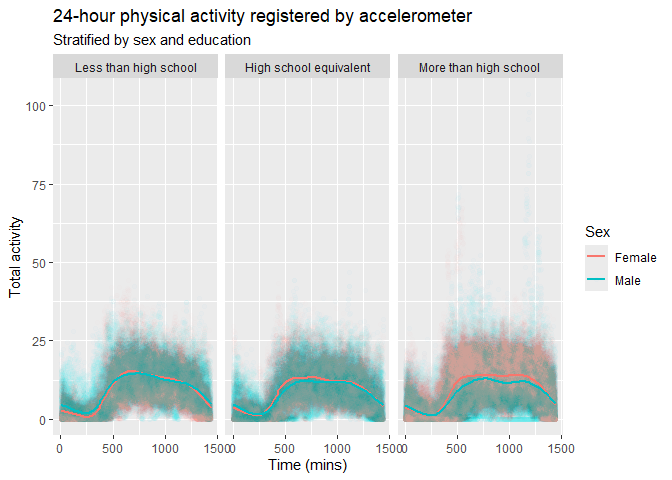 24-hour physical activity registered by accelerometer
Stratified by sex and education
Less than high school
High school equivalent
More than high school
Total activity
100
75
50
25
0
0 500 1000 1500
0 500 1000 1500
0 500 1000 1500
Time (mins)
Sex
Female
Male